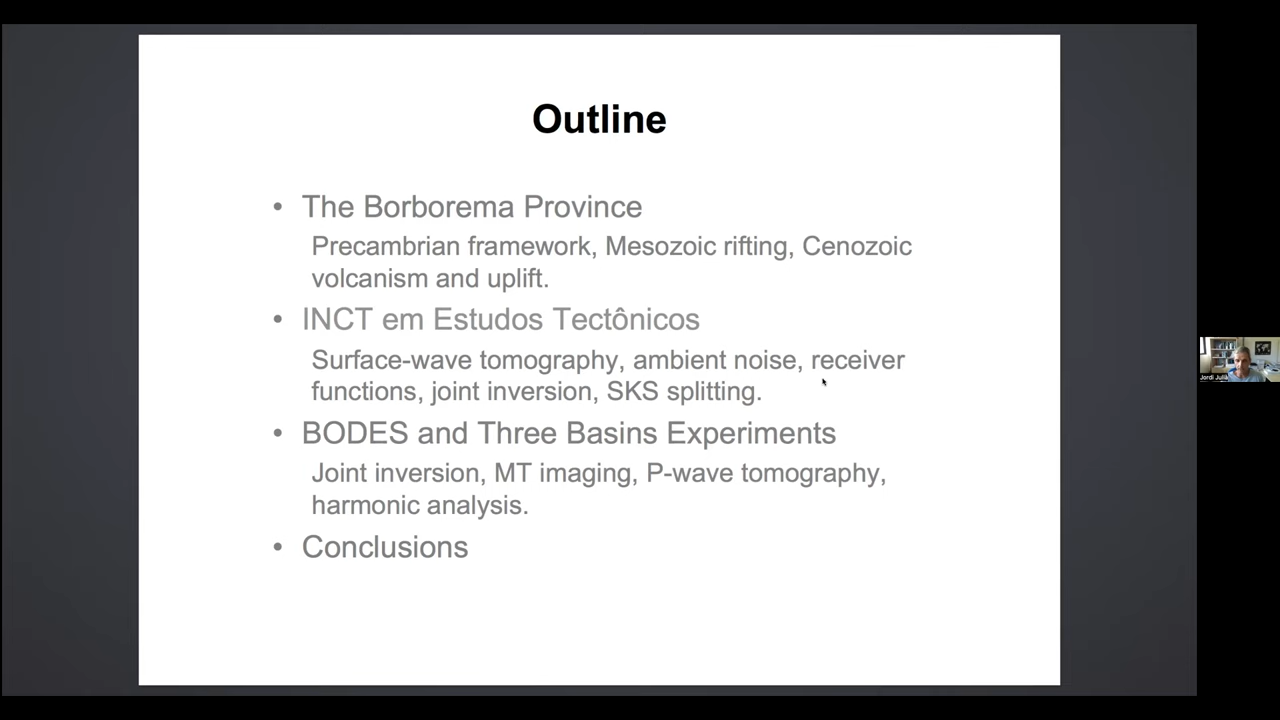 Outline
• The Borborema Province
Precambrian framework, Mesozoic rifting, Cenozoic
volcanism and uplift.
• INCT em Estudos Tectônicos
Surface-wave tomography, ambient noise, receiver
functions, joint inversion, SKS splitting.
• BODES and Three Basins Experiments
Joint inversion, MT imaging, P-wave tomography,
harmonic analysis.
• Conclusions
Jordi Julià